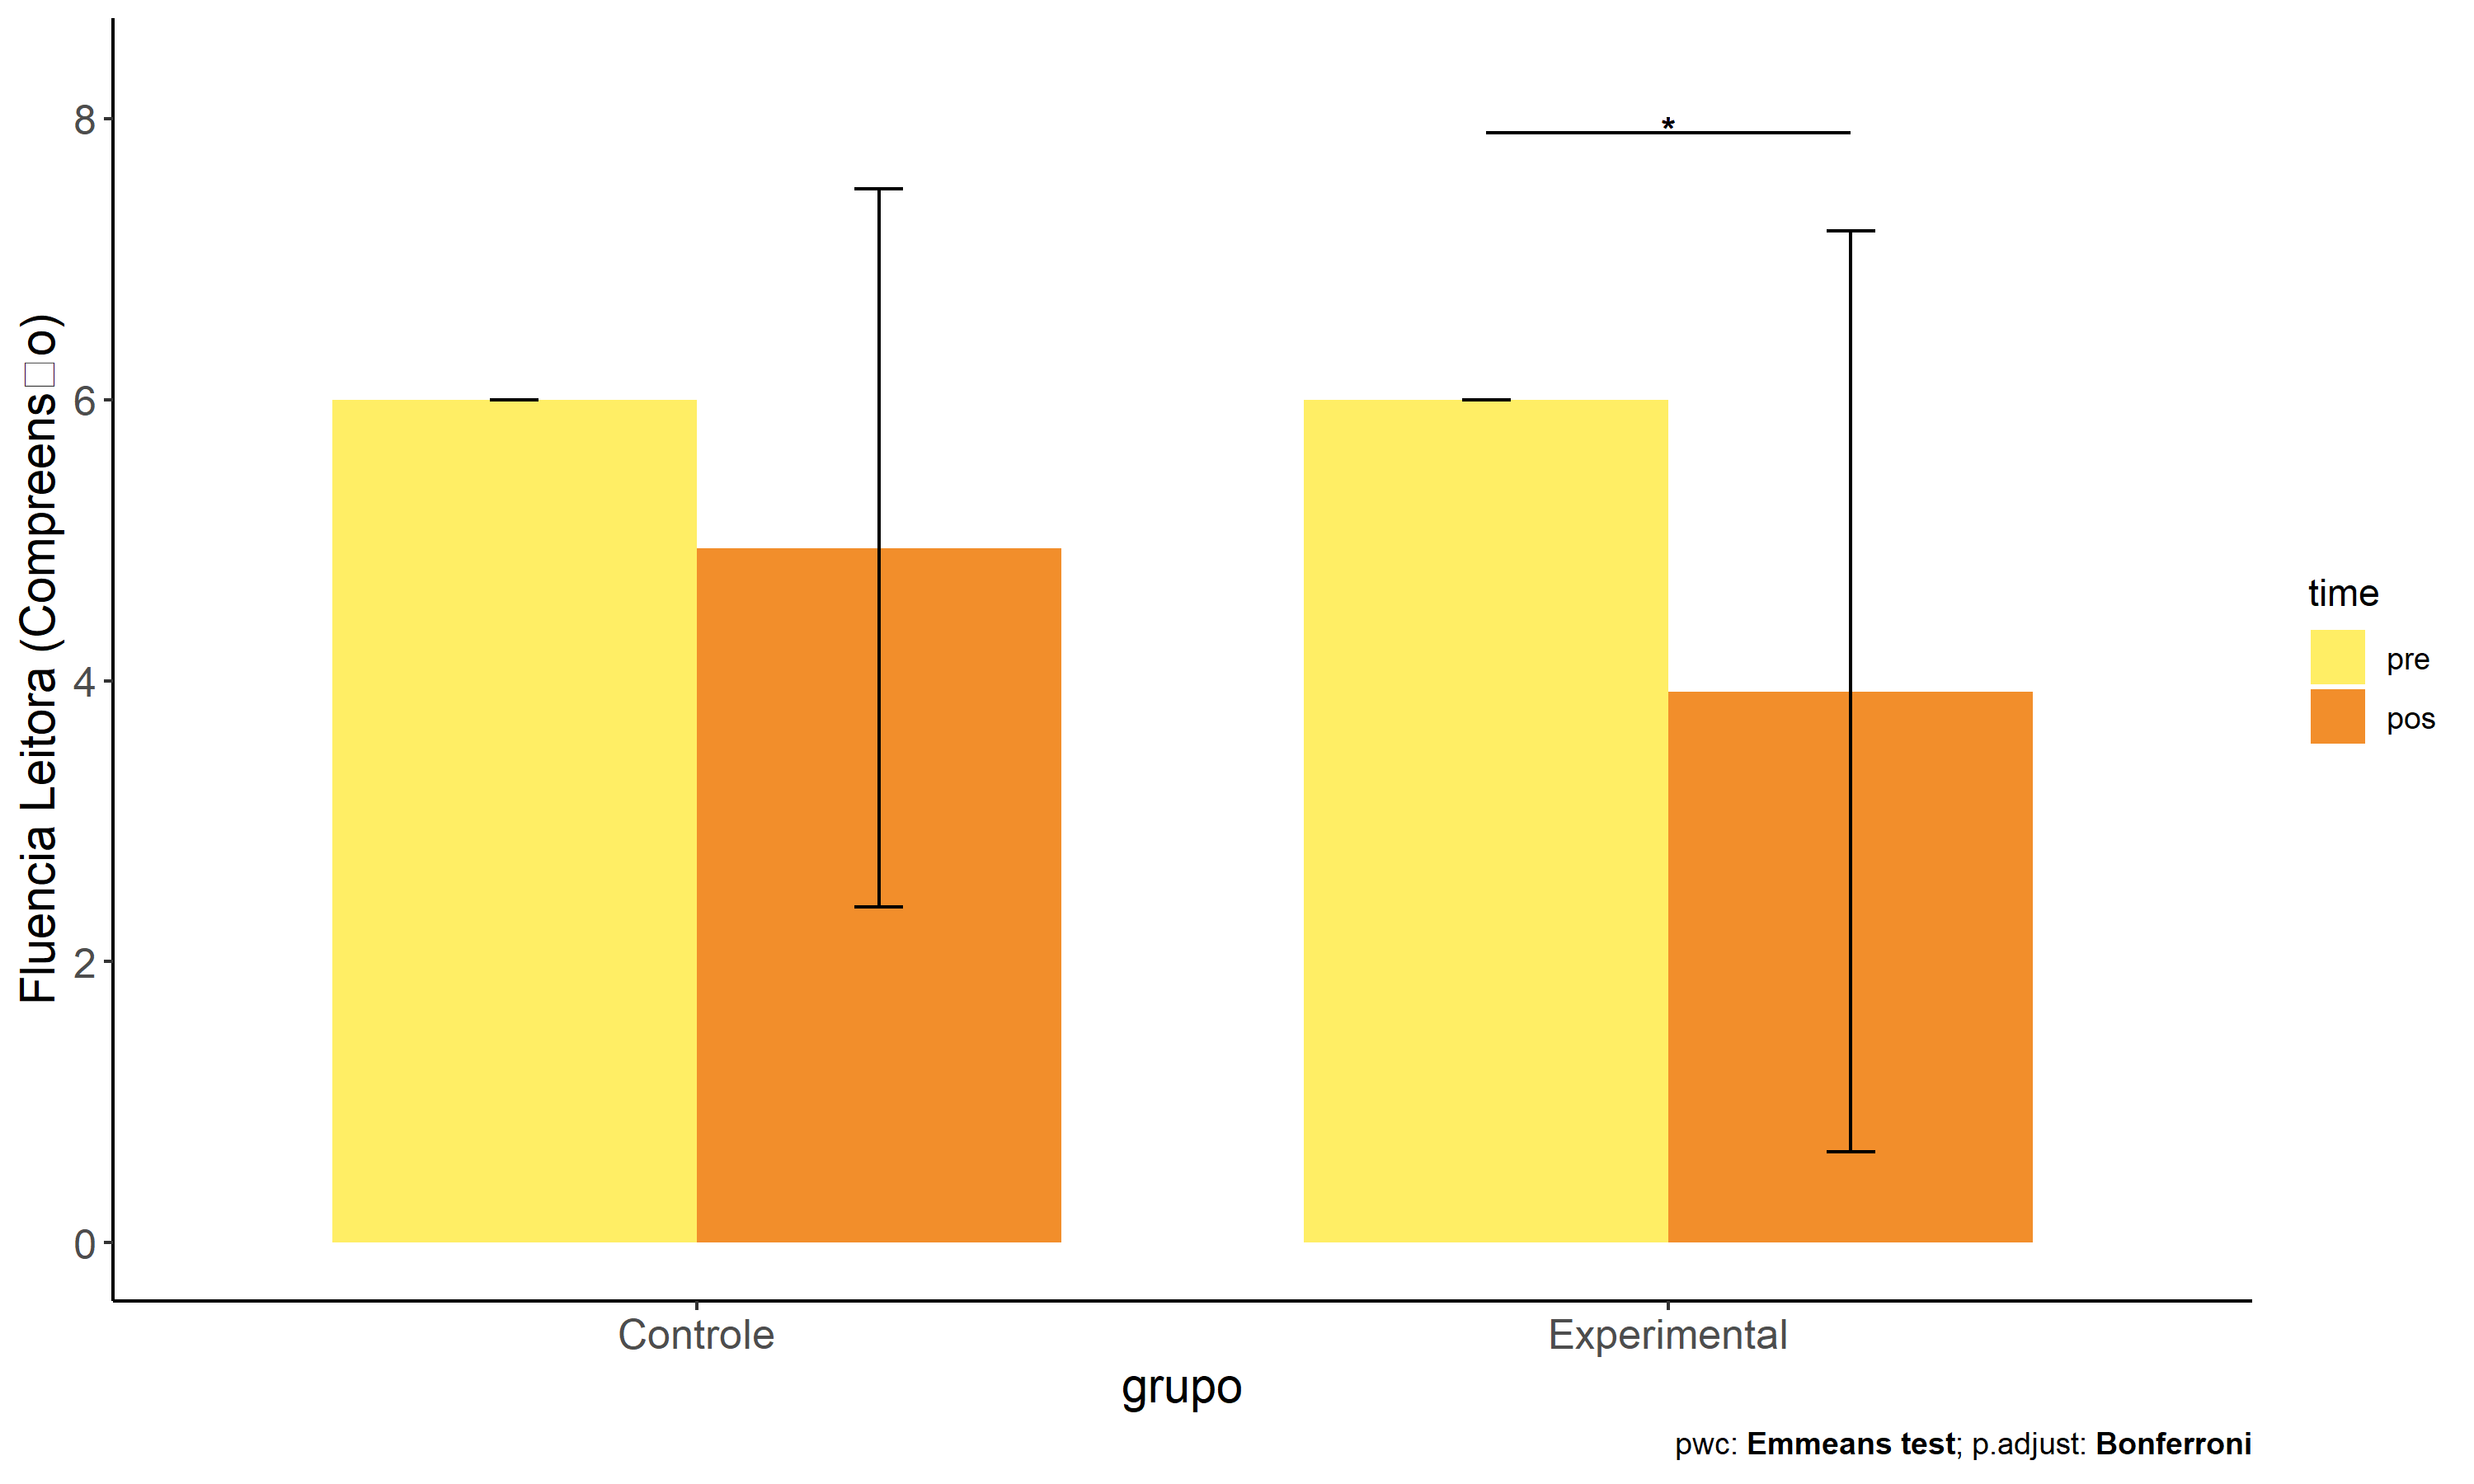 Fluencia Leitora (Compreens□o)
8
6
4
2
0
*
Controle
Experimental
grupo
time
pre
pos
pwc: Emmeans test; p.adjust: Bonferroni